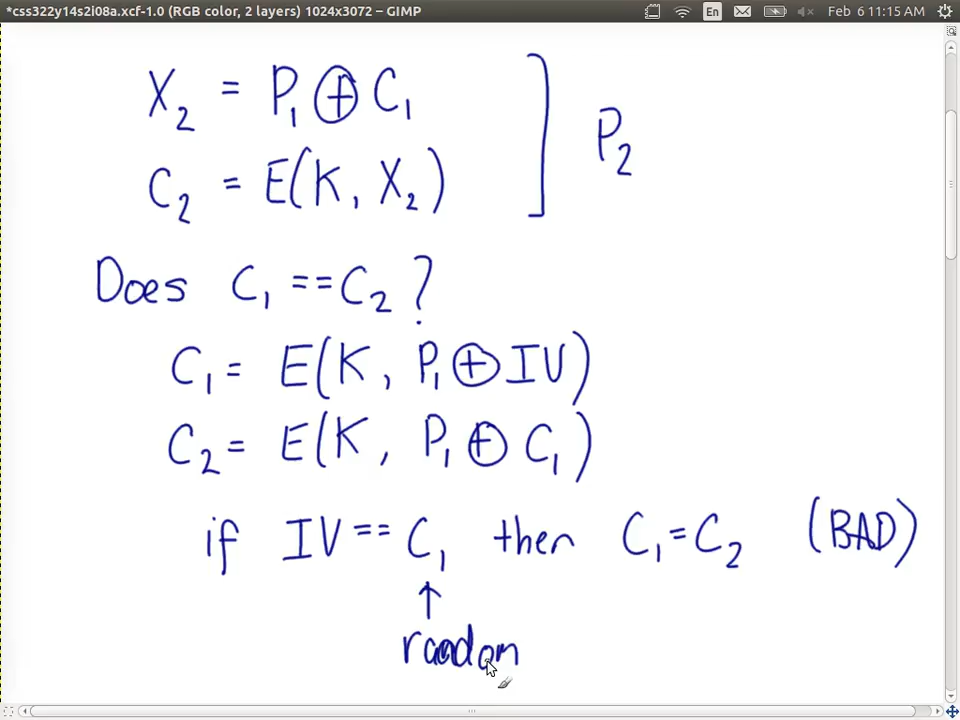 *css322y14s2i08a.xcf-1.0 (RGB color, 2 layers) 1024x3072 – GIMP En Feb 6 11:15 AM
X₂ = P₁ ⊕ C₁
C₂ = E(K, X₂)
P₂
Does C₁ == C₂ ?
C₁ = E(K, P₁ ⊕ IV)
C₂ = E(K, P₁ ⊕ C₁)
if IV == C₁ then C₁ = C₂ (BAD)
↑
random